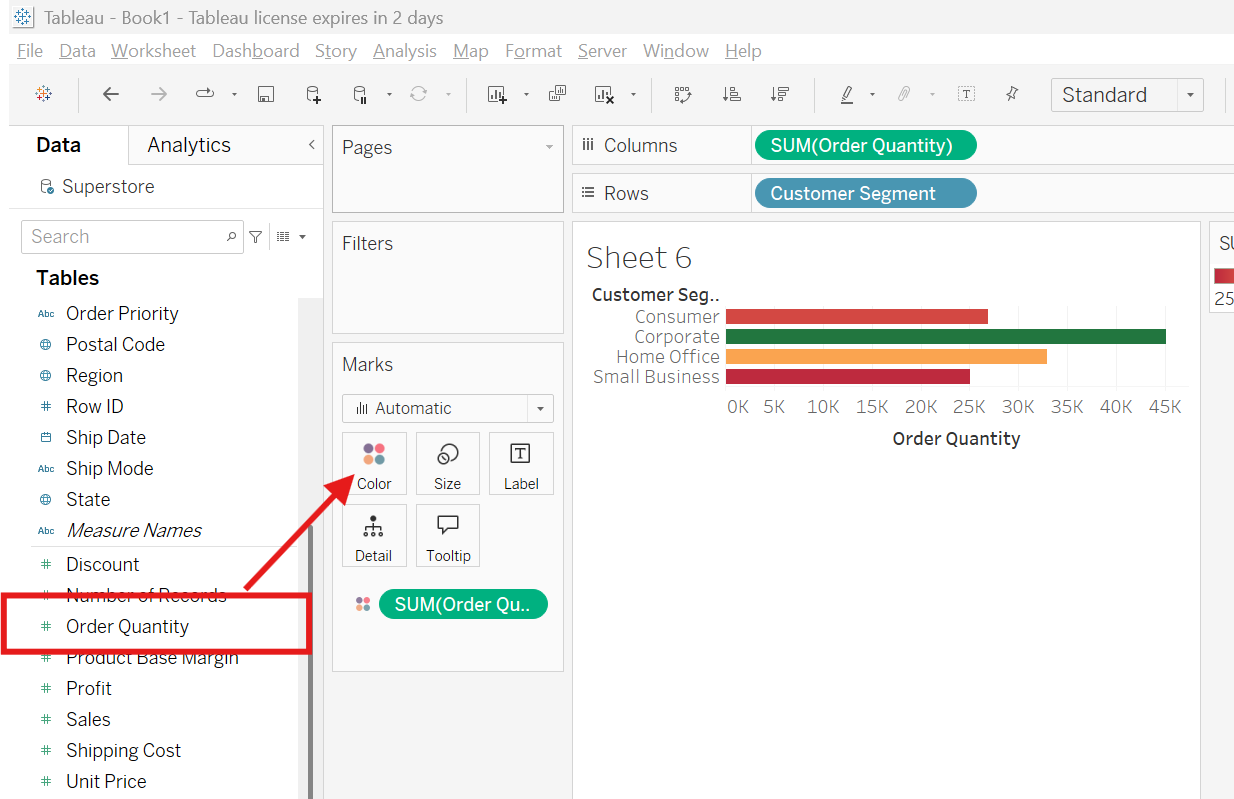 Tableau - Book1 - Tableau license expires in 2 days
File Data Worksheet Dashboard Story Analysis Map Format Server Window Help
Standard
Data Analytics
Superstore
Search
Tables
Abc Order Priority
Postal Code
Region
# Row ID
Ship Date
Abc Ship Mode
State
Abc Measure Names
# Discount
# Number of Records
# Order Quantity
# Product Base Margin
# Profit
# Sales
# Shipping Cost
# Unit Price
Pages
Filters
Marks
Automatic
Color Size Label
Detail Tooltip
SUM(Order Qu..
Columns SUM(Order Quantity)
Rows Customer Segment
Sheet 6
Customer Seg..
Consumer
Corporate
Home Office
Small Business
0K 5K 10K 15K 20K 25K 30K 35K 40K 45K
Order Quantity
25